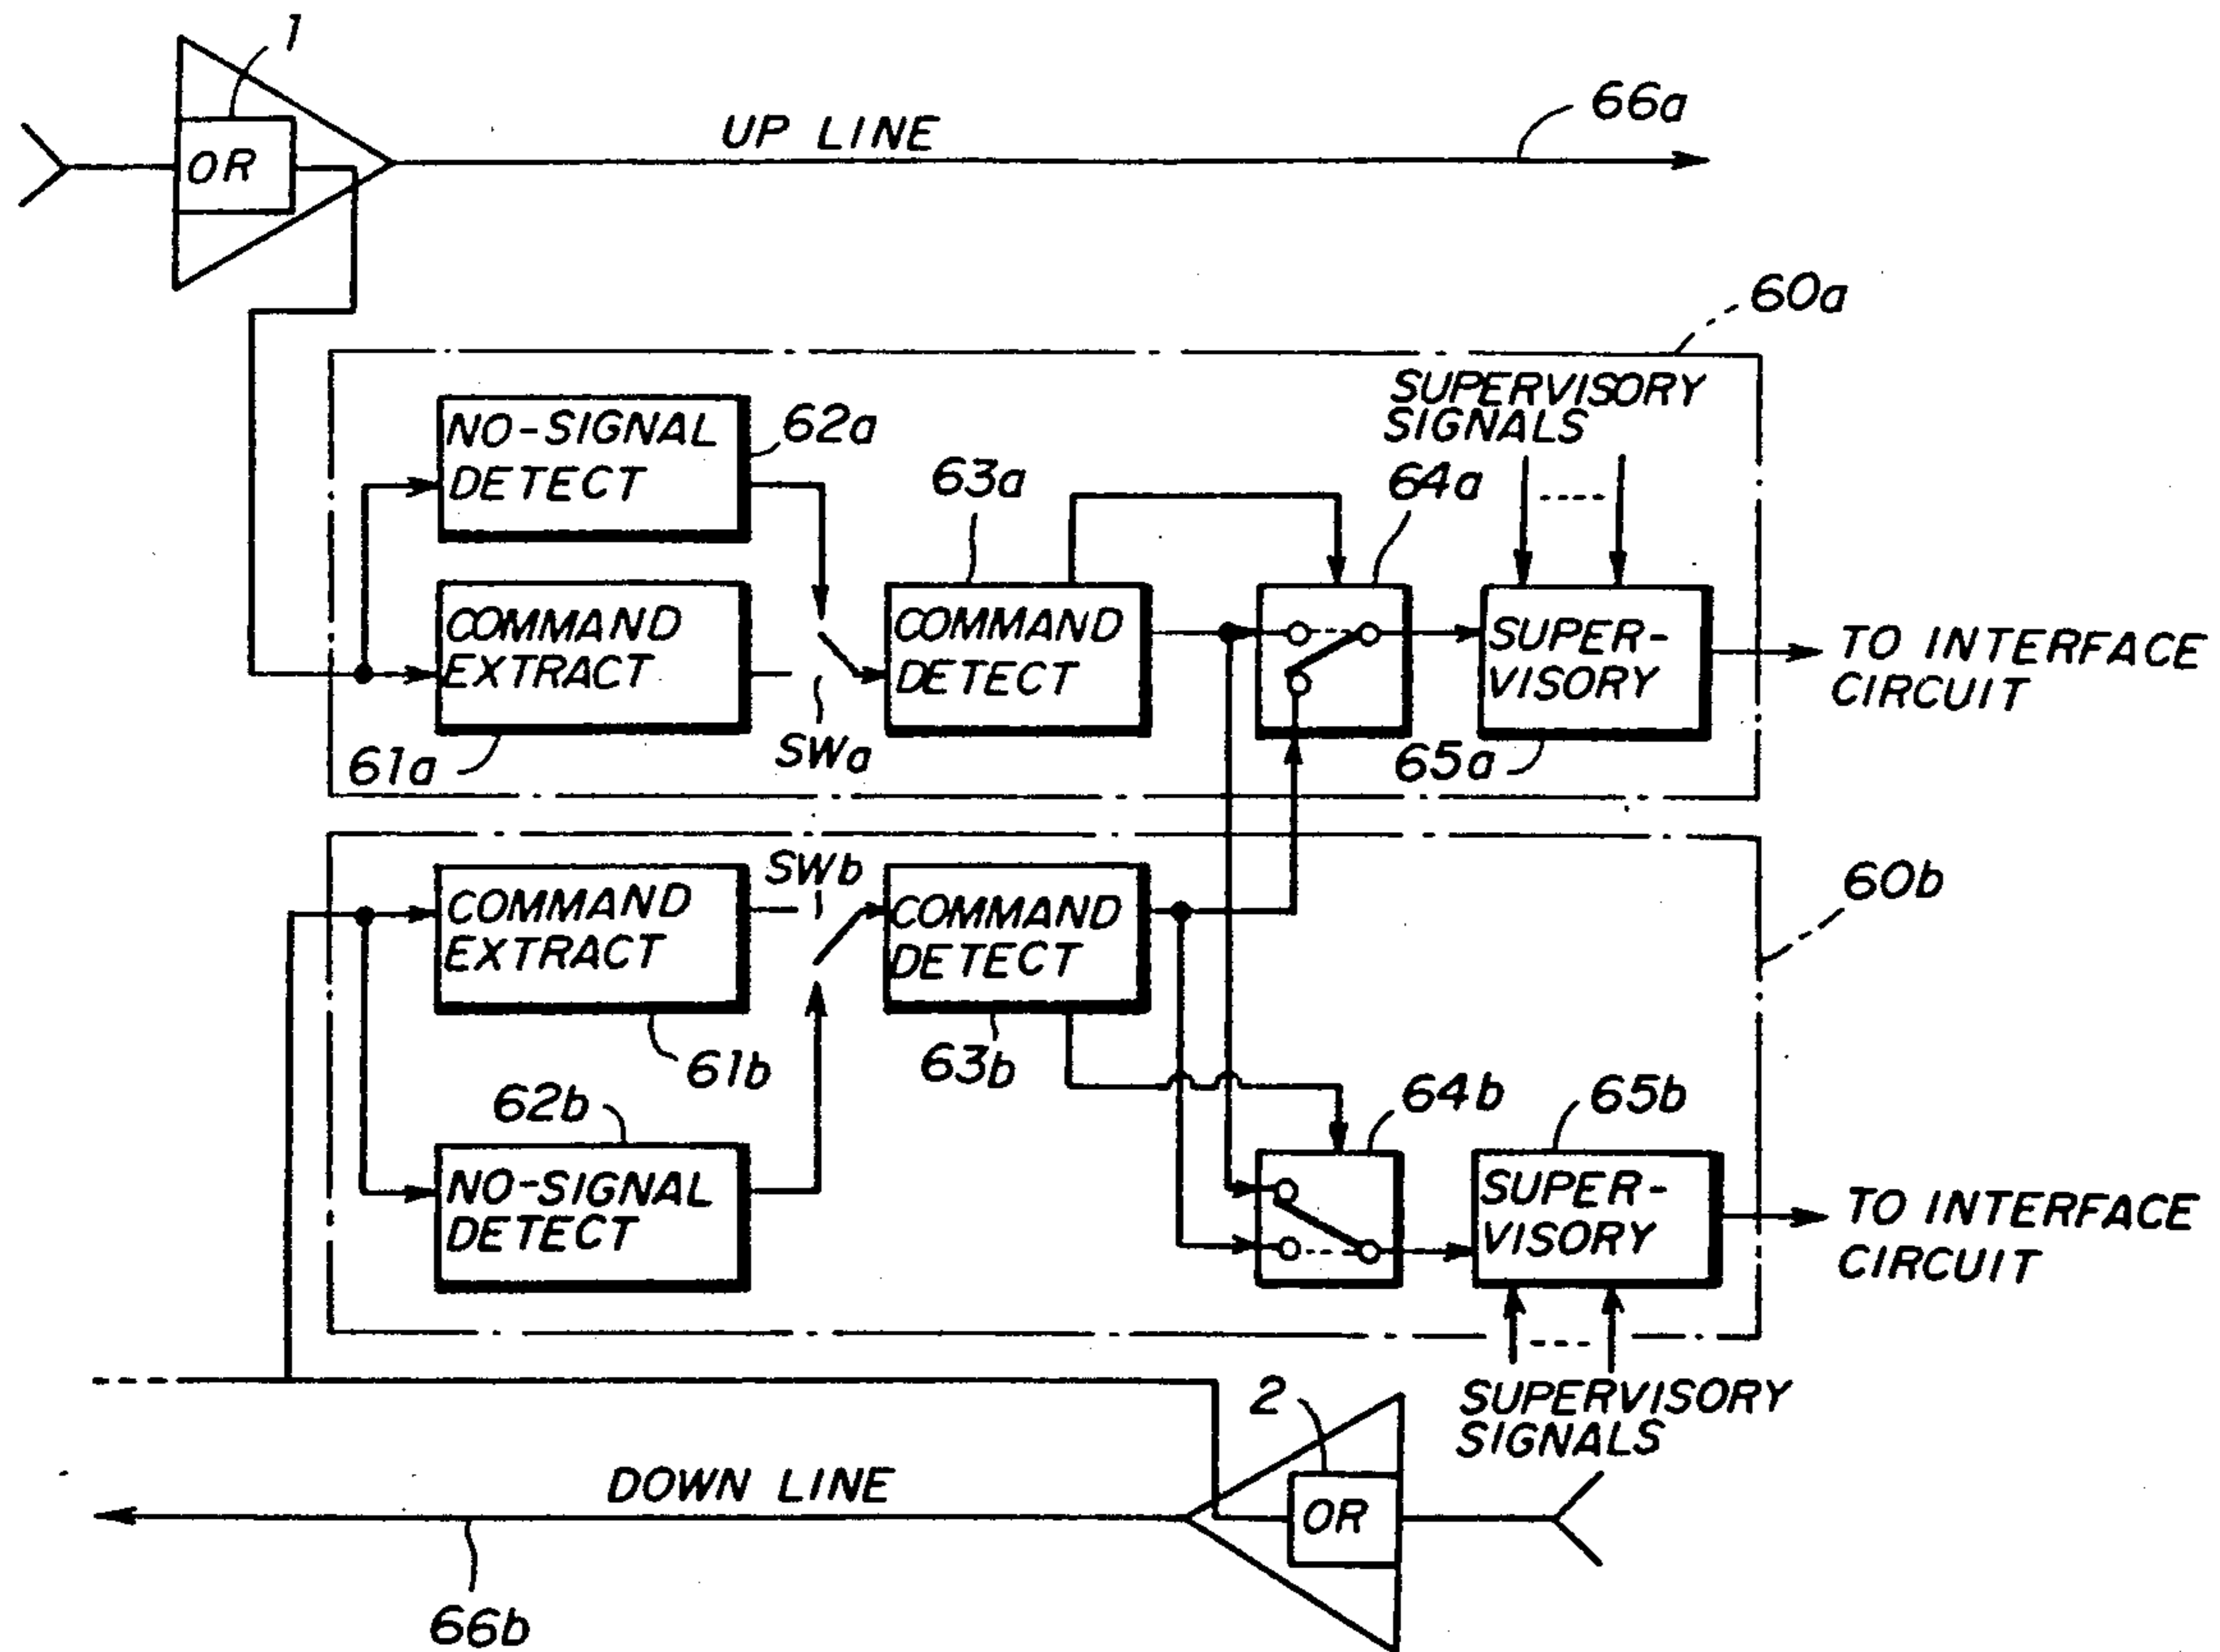 1
OR
UP LINE
66a
60a
SUPERVISORY
SIGNALS
NO-SIGNAL
DETECT
62a
63a
64a
COMMAND
EXTRACT
COMMAND
DETECT
SUPER-
VISORY
TO INTERFACE
CIRCUIT
61a
SWa
65a
COMMAND
EXTRACT
SWb
COMMAND
DETECT
60b
61b
63b
62b
64b
65b
NO-SIGNAL
DETECT
SUPER-
VISORY
TO INTERFACE
CIRCUIT
2
SUPERVISORY
SIGNALS
DOWN LINE
OR
66b